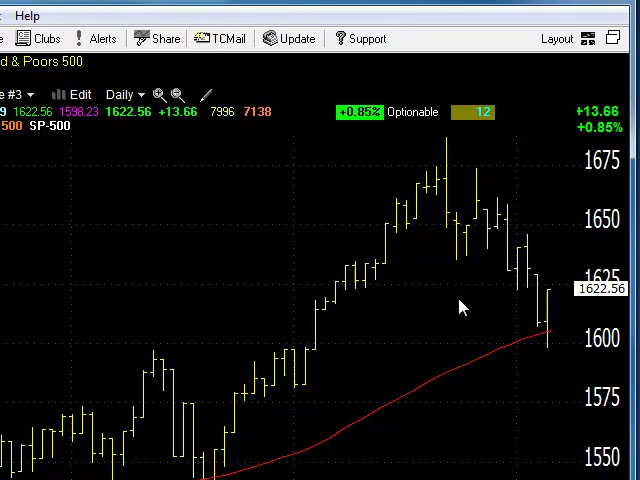 Help
Clubs Alerts Share TCMail Update Support Layout
d & Poors 500
e #3 Edit Daily
9 1622.56 1598.23 1622.56 +13.66 7996 7138 +0.85% Optionable 12 +13.66
+0.85%
500 SP-500
1675
1650
1625
1622.56
1600
1575
1550